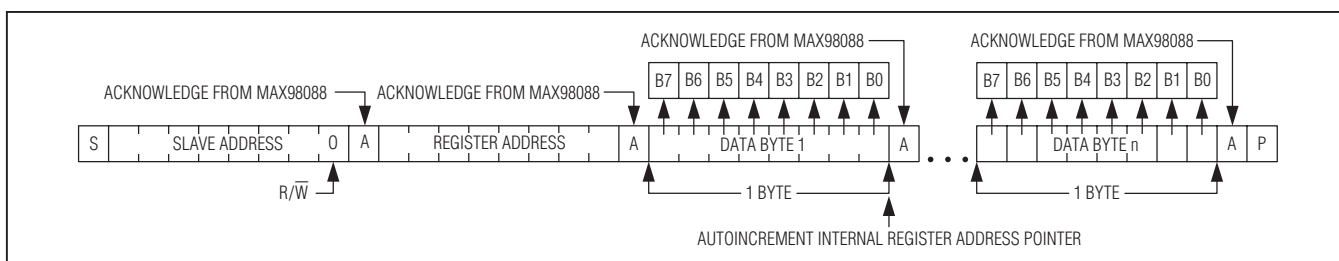 ACKNOWLEDGE FROM MAX98088 ACKNOWLEDGE FROM MAX98088
B7 B6 B5 B4 B3 B2 B1 B0 B7 B6 B5 B4 B3 B2 B1 B0
ACKNOWLEDGE FROM MAX98088 ACKNOWLEDGE FROM MAX98088
S SLAVE ADDRESS 0 A REGISTER ADDRESS A DATA BYTE 1 A DATA BYTE n A P
R/W̅ 1 BYTE 1 BYTE
AUTOINCREMENT INTERNAL REGISTER ADDRESS POINTER